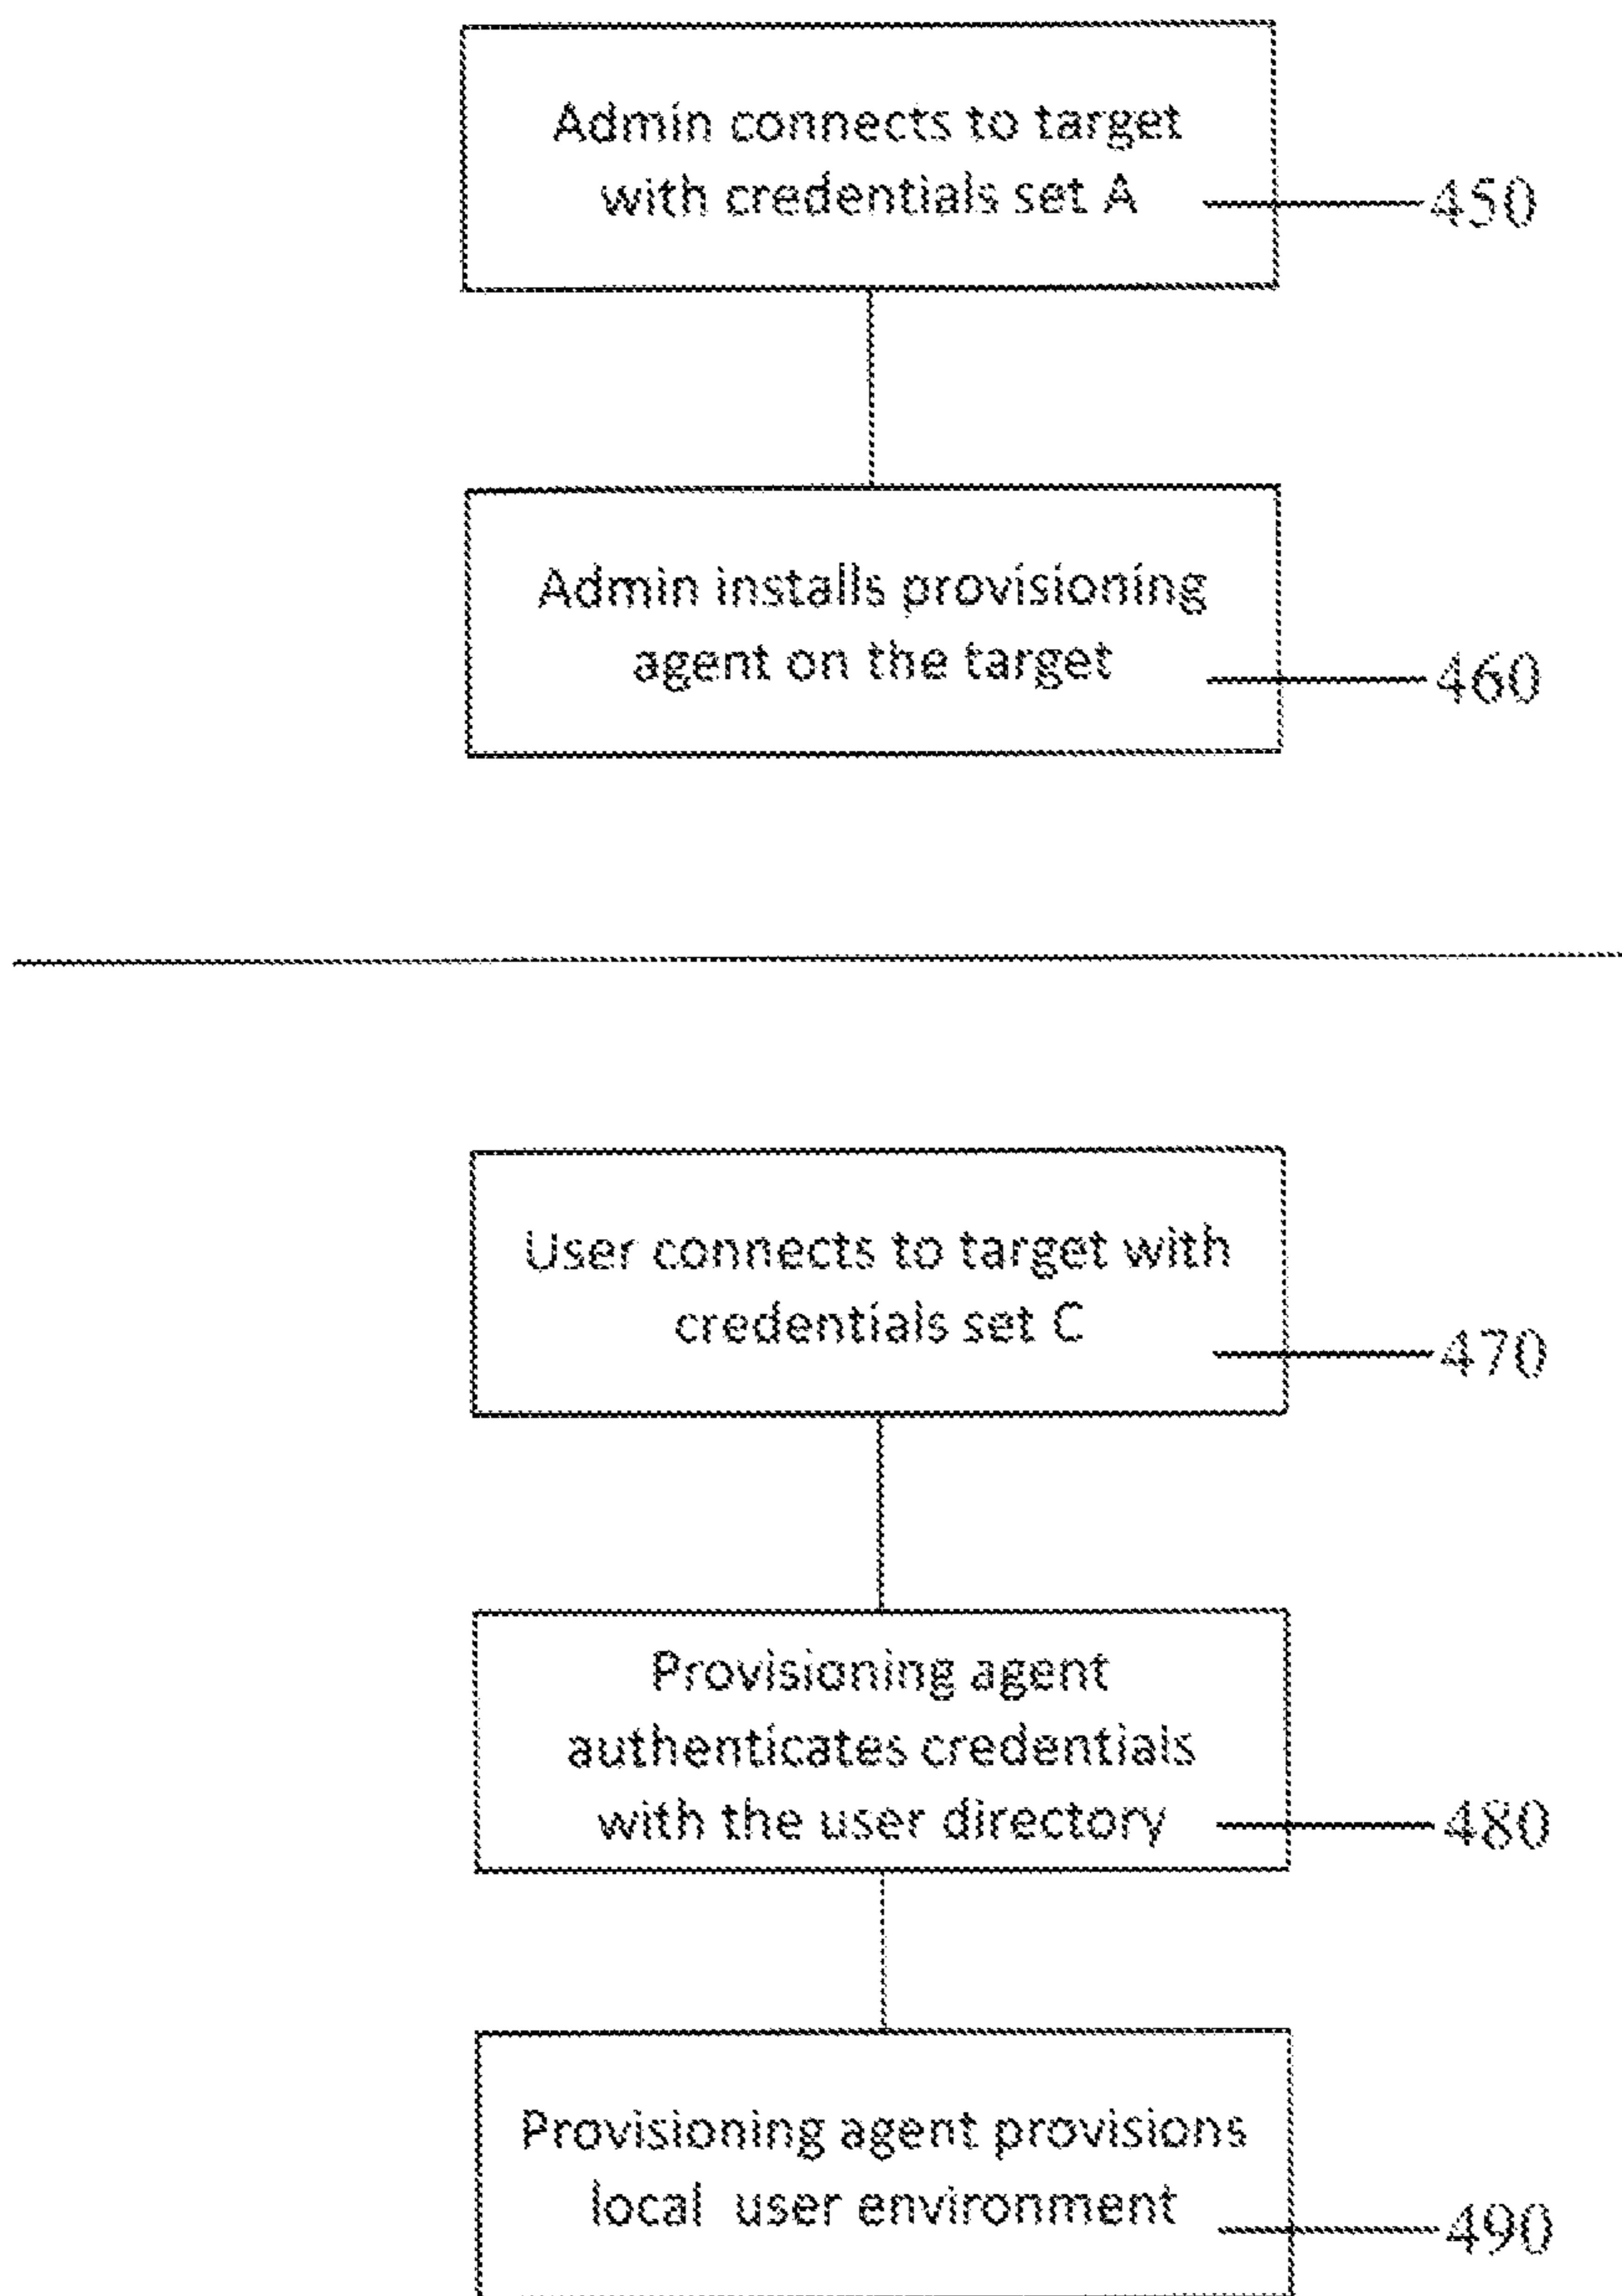 Admin connects to target
with credentials set A
450
Admin installs provisioning
agent on the target
460
User connects to target with
credentials set C
470
Provisioning agent
authenticates credentials
with the user directory
480
Provisioning agent provisions
local user environment
490